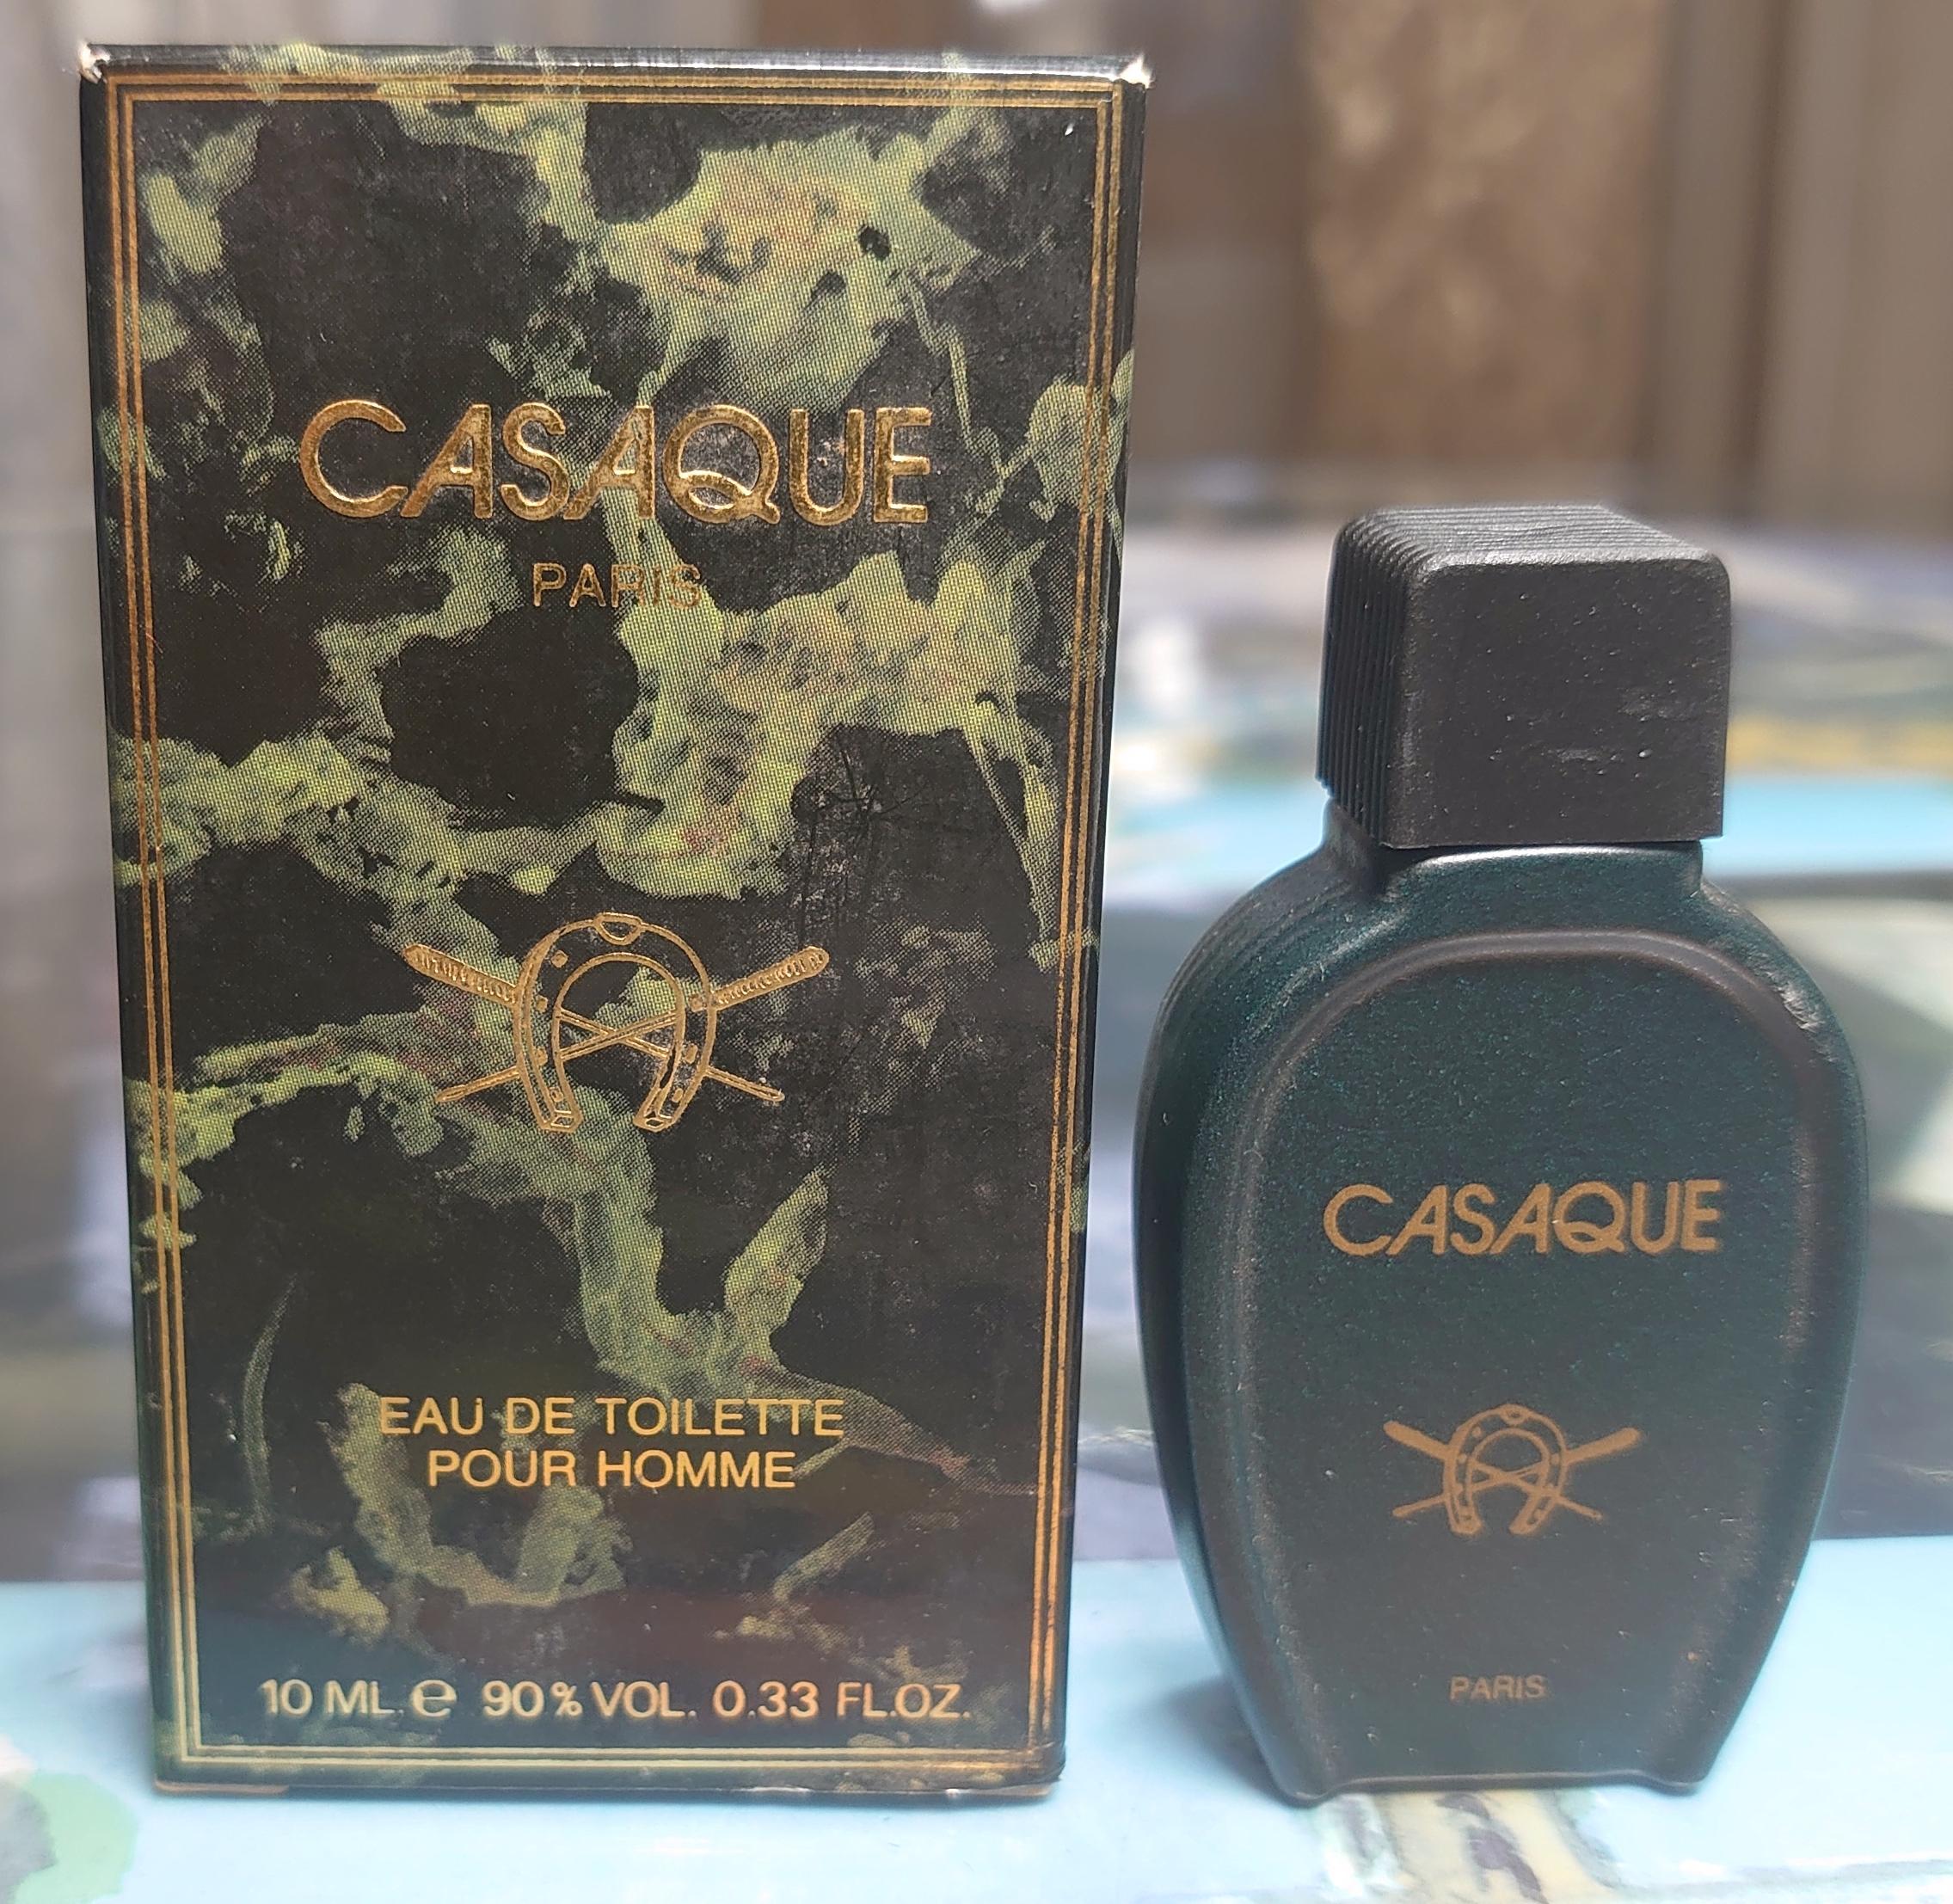 CASAQUE
PARIS
EAU DE TOILETTE
POUR HOMME
10 ML ℮ 90% VOL. 0.33 FL.OZ.
CASAQUE
PARIS